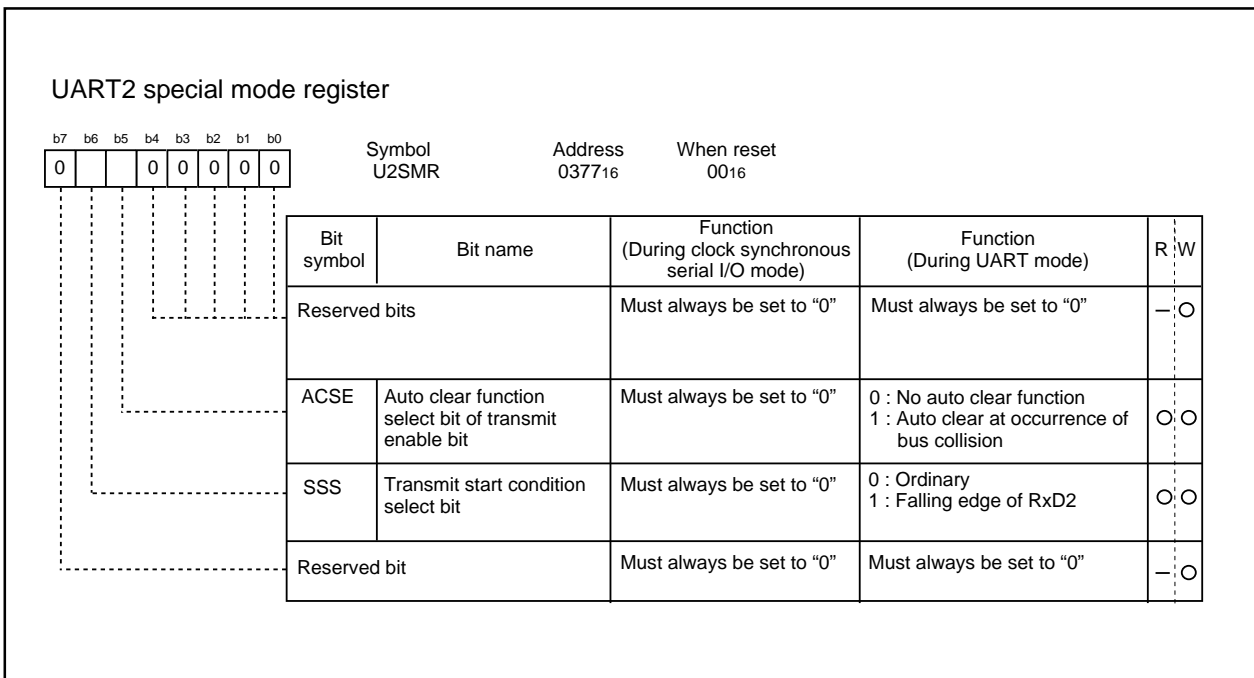 UART2 special mode register
b7 b6 b5 b4 b3 b2 b1 b0
0 0 0 0 0 0
Symbol Address When reset
U2SMR 037716 0016
Bit symbol Bit name Function (During clock synchronous serial I/O mode) Function (During UART mode) R W
Reserved bits Must always be set to “0” Must always be set to “0” –
ACSE Auto clear function select bit of transmit enable bit Must always be set to “0” 0 : No auto clear function
1 : Auto clear at occurrence of bus collision
SSS Transmit start condition select bit Must always be set to “0” 0 : Ordinary
1 : Falling edge of RxD2
Reserved bit Must always be set to “0” Must always be set to “0” –